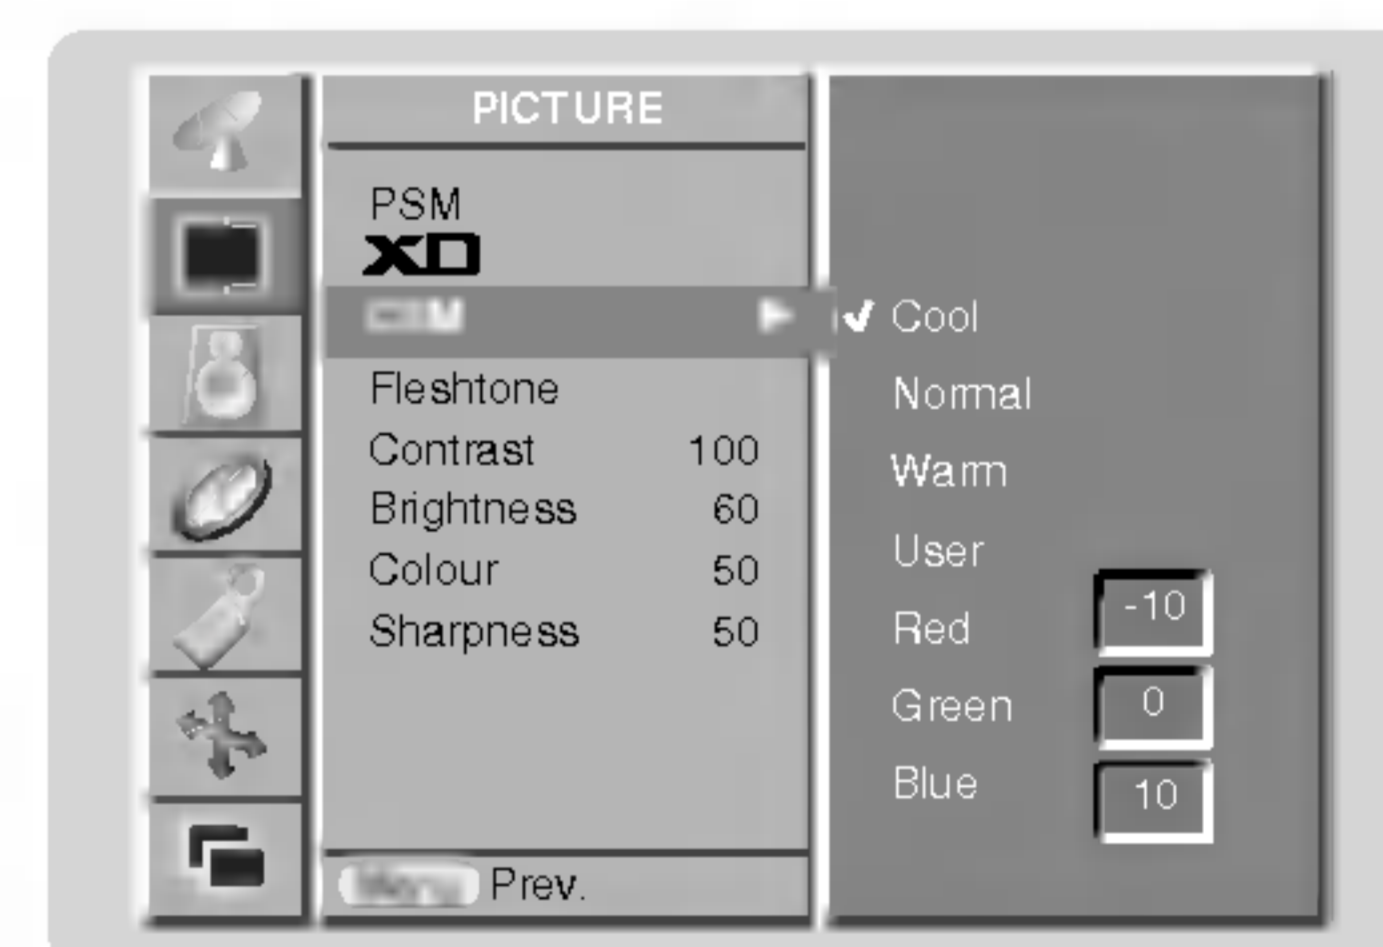 PICTURE
PSM
XD
Cool
Fleshtone
Normal
Contrast 100
Warm
Brightness 60
User
Colour 50
Red -10
Sharpness 50
Green 0
Blue 10
Prev.